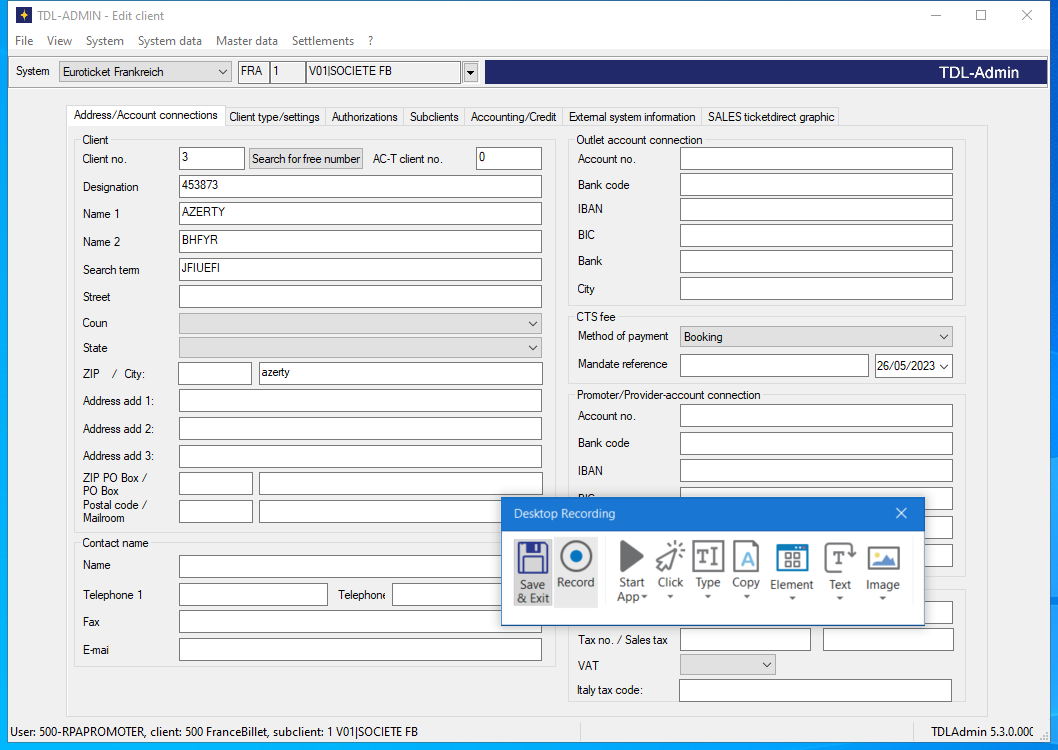 TDL-ADMIN - Edit client
File View System System data Master data Settlements ?
System Euroticket Frankreich FRA 1 V01|SOCIETE FB TDL-Admin
Address/Account connections Client type/settings Authorizations Subclients Accounting/Credit External system information SALES ticketdirect graphic
Client
Client no. 3 Search for free number AC-T client no. 0
Designation 453873
Name 1 AZERTY
Name 2 BHFYR
Search term JFIUEFI
Street
Coun
State
ZIP / City: azerty
Address add 1:
Address add 2:
Address add 3:
ZIP PO Box /
PO Box
Postal code /
Mailroom
Contact name
Name
Telephone 1 Telephone
Fax
E-mai
Outlet account connection
Account no.
Bank code
IBAN
BIC
Bank
City
CTS fee
Method of payment Booking
Mandate reference 26/05/2023
Promoter/Provider-account connection
Account no.
Bank code
IBAN
Desktop Recording
Save
& Exit
Record
Start
App
Click
Type
Copy
Element
Text
Image
Tax no. / Sales tax
VAT
Italy tax code:
User: 500-RPAPROMOTER, client: 500 FranceBillet, subclient: 1 V01|SOCIETE FB TDLAdmin 5.3.0.000